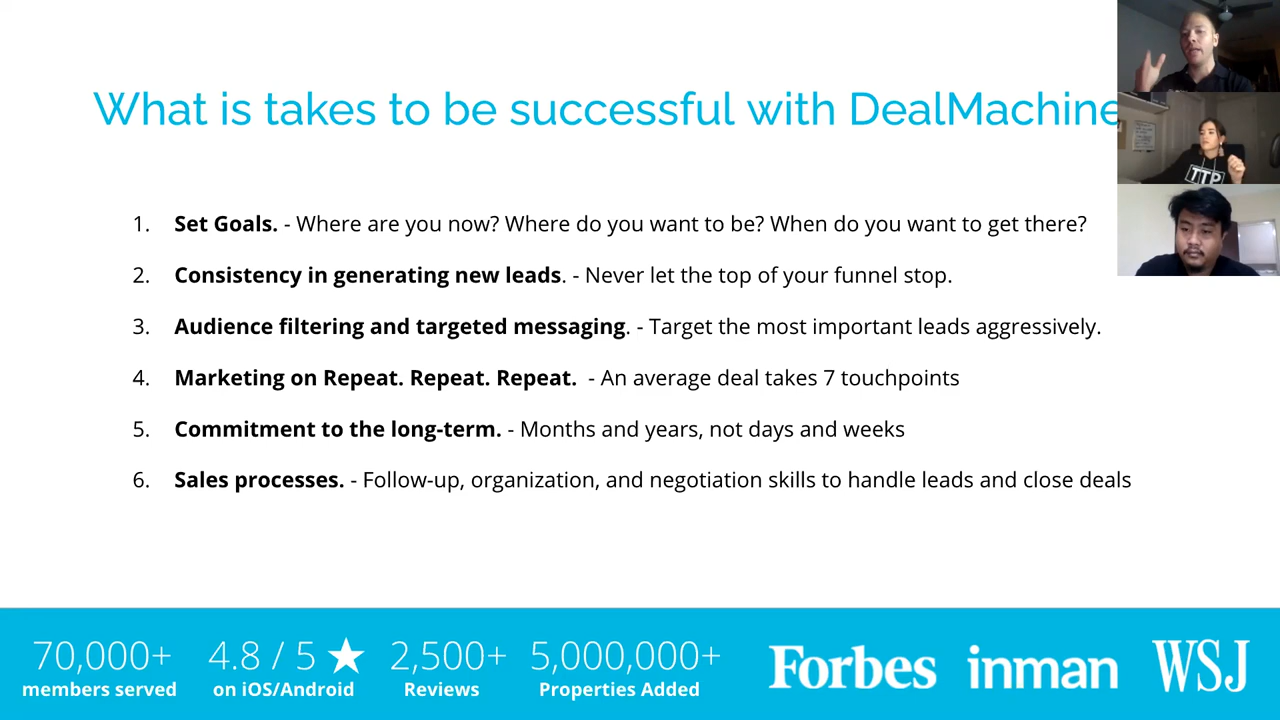 What is takes to be successful with DealMachine
1. Set Goals. - Where are you now? Where do you want to be? When do you want to get there?
2. Consistency in generating new leads. - Never let the top of your funnel stop.
3. Audience filtering and targeted messaging. - Target the most important leads aggressively.
4. Marketing on Repeat. Repeat. Repeat. - An average deal takes 7 touchpoints
5. Commitment to the long-term. - Months and years, not days and weeks
6. Sales processes. - Follow-up, organization, and negotiation skills to handle leads and close deals
TTP
70,000+ 4.8 / 5 ★ 2,500+ 5,000,000+
members served on iOS/Android Reviews Properties Added
Forbes inman WSJ